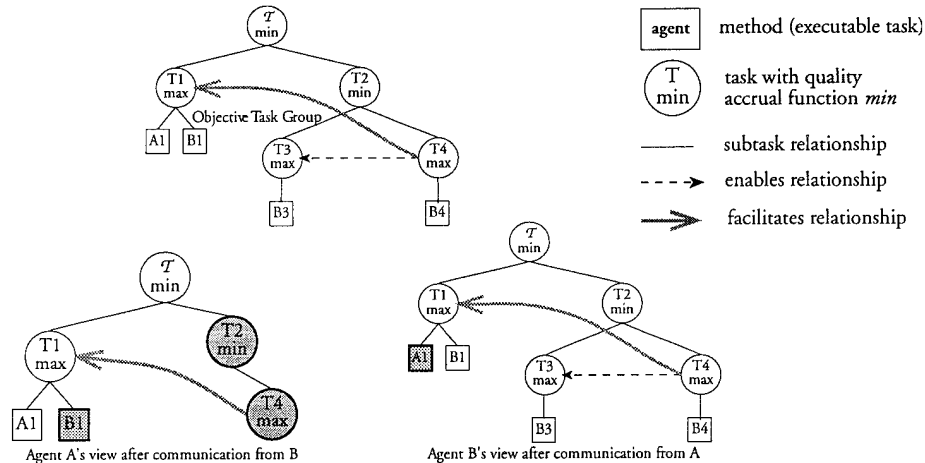 𝒯
min
T1
max
T2
min
Objective Task Group
A1
B1
T3
max
T4
max
B3
B4
agent
method (executable task)
T
min
task with quality
accrual function min
subtask relationship
enables relationship
facilitates relationship
𝒯
min
T1
max
T2
min
A1
B1
T4
max
Agent A's view after communication from B
𝒯
min
T1
max
T2
min
A1
B1
T3
max
T4
max
B3
B4
Agent B's view after communication from A